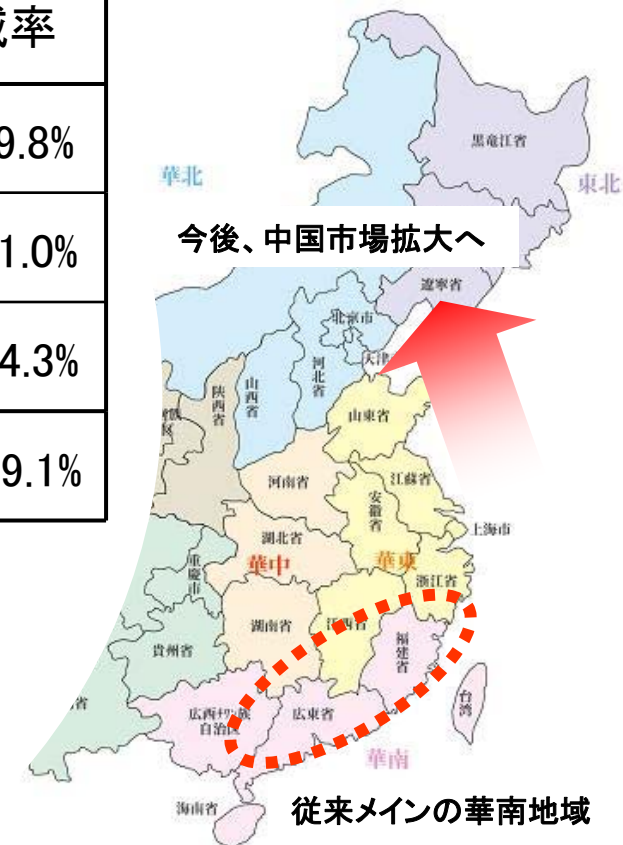 減率
9.8%
1.0%
4.3%
9.1%
黒竜江省
華北
東北
今後、中国市場拡大へ
遼寧省
北京市
天津
河北省
山西省
陝西省
山東省
河南省
江蘇省
安徽省
上海市
湖北省
重慶市
華中
華東
浙江省
湖南省
江西省
福建省
貴州省
台湾
広西チワン族
自治区
広東省
華南
海南省
従来メインの華南地域